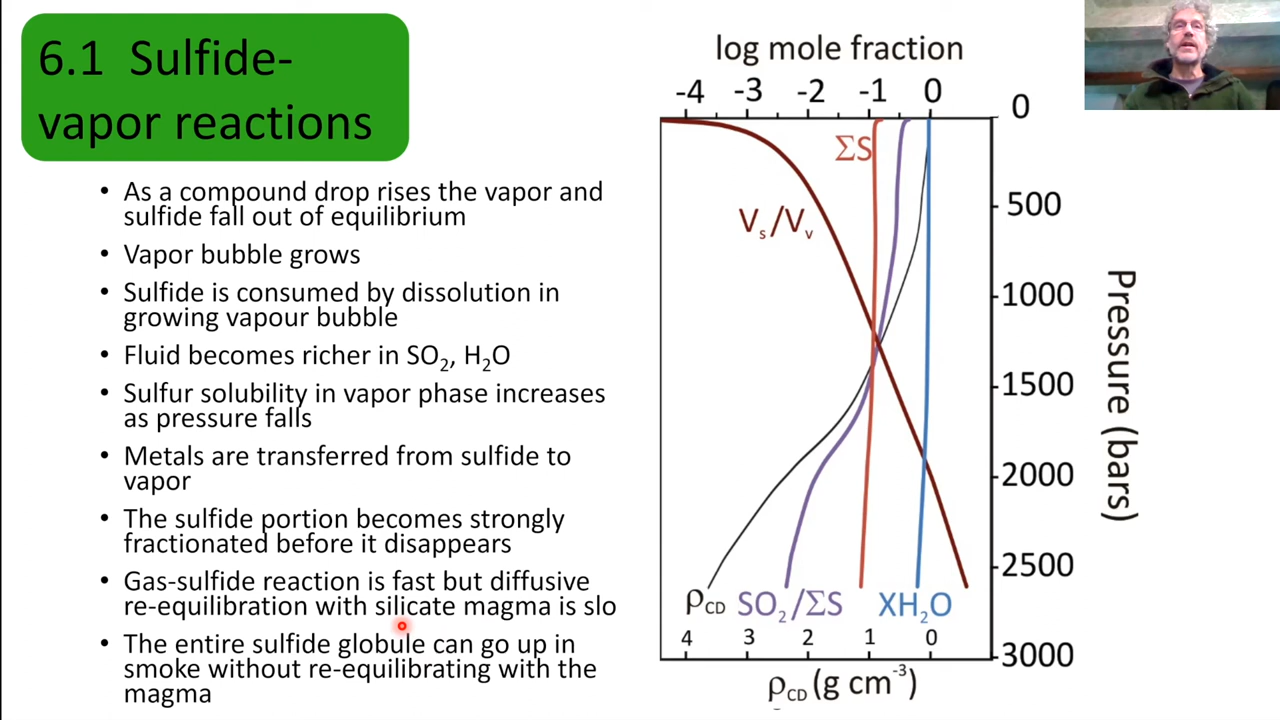 6.1 Sulfide-
vapor reactions
• As a compound drop rises the vapor and
sulfide fall out of equilibrium
• Vapor bubble grows
• Sulfide is consumed by dissolution in
growing vapour bubble
• Fluid becomes richer in SO₂, H₂O
• Sulfur solubility in vapor phase increases
as pressure falls
• Metals are transferred from sulfide to
vapor
• The sulfide portion becomes strongly
fractionated before it disappears
• Gas-sulfide reaction is fast but diffusive
re-equilibration with silicate magma is slo
• The entire sulfide globule can go up in
smoke without re-equilibrating with the
magma
log mole fraction
-4 -3 -2 -1 0
0
ΣS
500
Vₛ/Vᵥ
1000
1500
2000
2500
3000
Pressure (bars)
ρCD SO₂/ΣS XH₂O
4 3 2 1 0
ρCD (g cm⁻³)